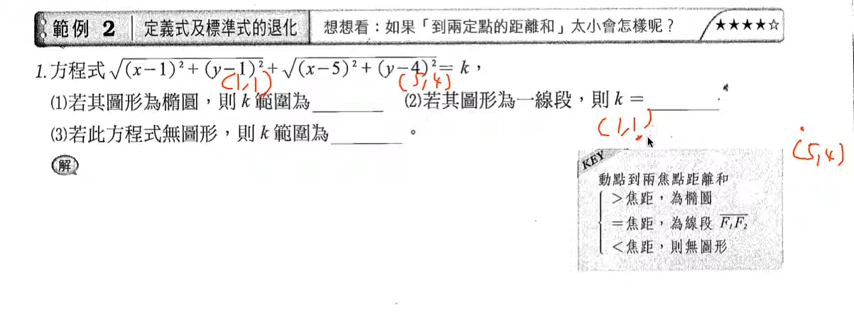 範例 2 定義式及標準式的退化 想想看：如果「到兩定點的距離和」太小會怎樣呢？ ★★★★☆
1.方程式√(x−1)²+(y−1)²+√(x−5)²+(y−4)²=k，
(1,1) (5,4)
(1)若其圖形為橢圓，則 k 範圍為______ (2)若其圖形為一線段，則 k =______.
(1,1)
(3)若此方程式無圖形，則 k 範圍為______。
(5,4)
解
KEY
動點到兩焦點距離和
>焦距，為橢圓
=焦距，為線段 F₁F₂
<焦距，則無圖形